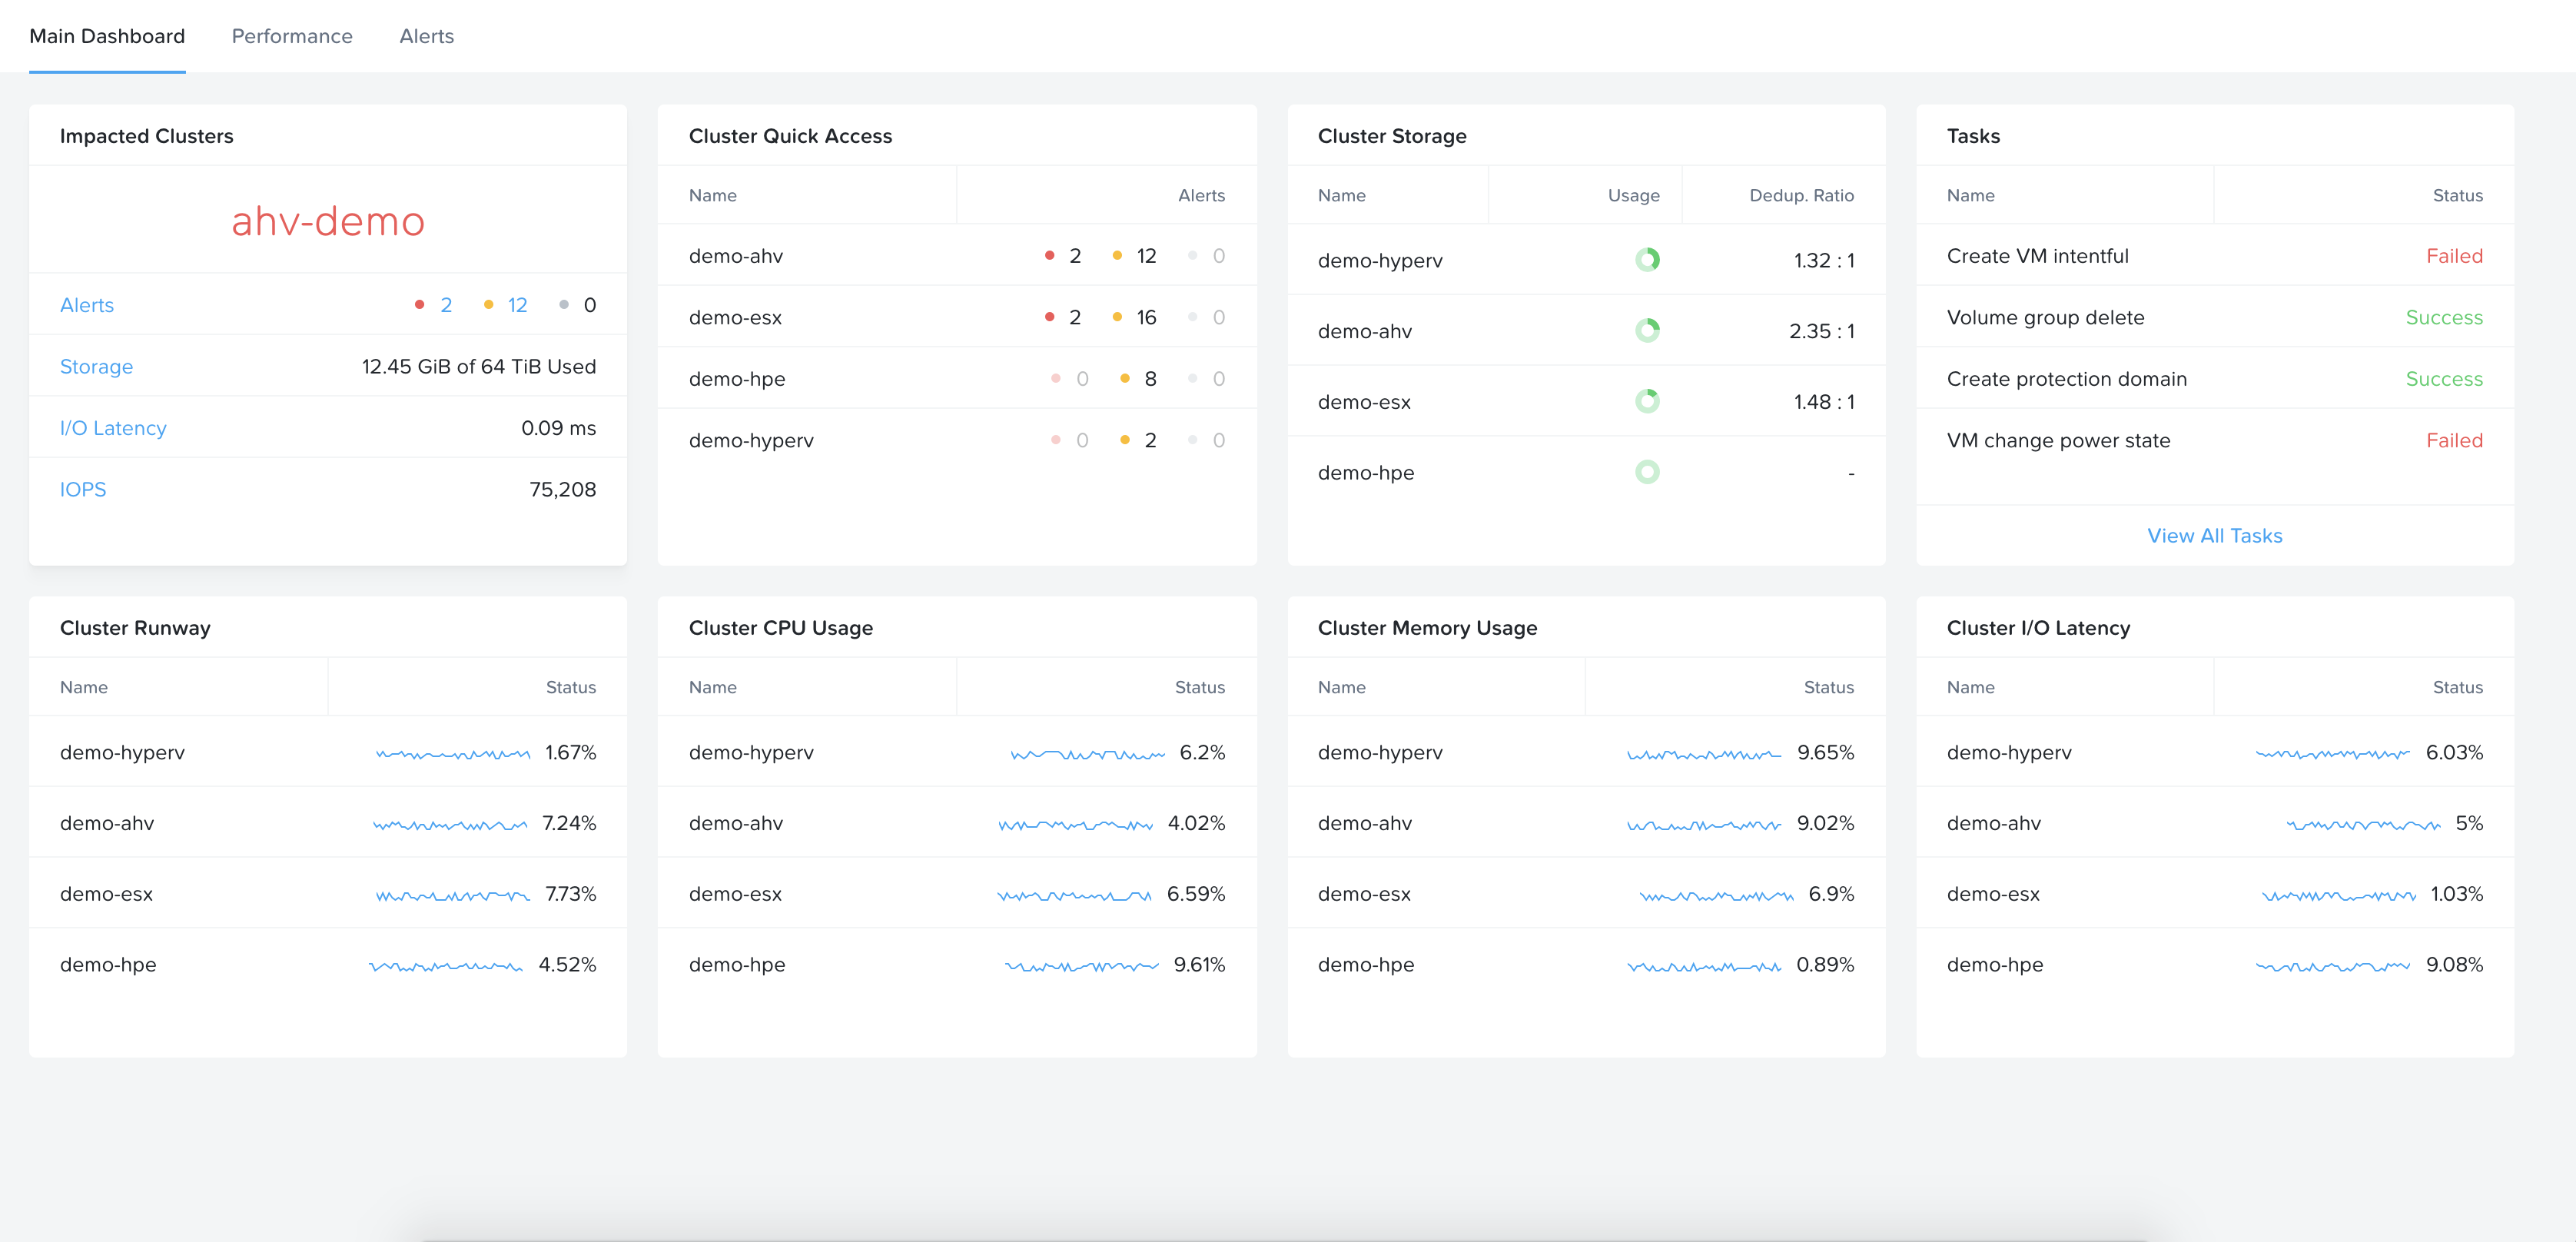 Main Dashboard Performance Alerts
Impacted Clusters
ahv-demo
Alerts 2 12 0
Storage 12.45 GiB of 64 TiB Used
I/O Latency 0.09 ms
IOPS 75,208
Cluster Quick Access
Name Alerts
demo-ahv 2 12 0
demo-esx 2 16 0
demo-hpe 0 8 0
demo-hyperv 0 2 0
Cluster Storage
Name Usage Dedup. Ratio
demo-hyperv 1.32 : 1
demo-ahv 2.35 : 1
demo-esx 1.48 : 1
demo-hpe -
Tasks
Name Status
Create VM intentful Failed
Volume group delete Success
Create protection domain Success
VM change power state Failed
View All Tasks
Cluster Runway
Name Status
demo-hyperv 1.67%
demo-ahv 7.24%
demo-esx 7.73%
demo-hpe 4.52%
Cluster CPU Usage
Name Status
demo-hyperv 6.2%
demo-ahv 4.02%
demo-esx 6.59%
demo-hpe 9.61%
Cluster Memory Usage
Name Status
demo-hyperv 9.65%
demo-ahv 9.02%
demo-esx 6.9%
demo-hpe 0.89%
Cluster I/O Latency
Name Status
demo-hyperv 6.03%
demo-ahv 5%
demo-esx 1.03%
demo-hpe 9.08%